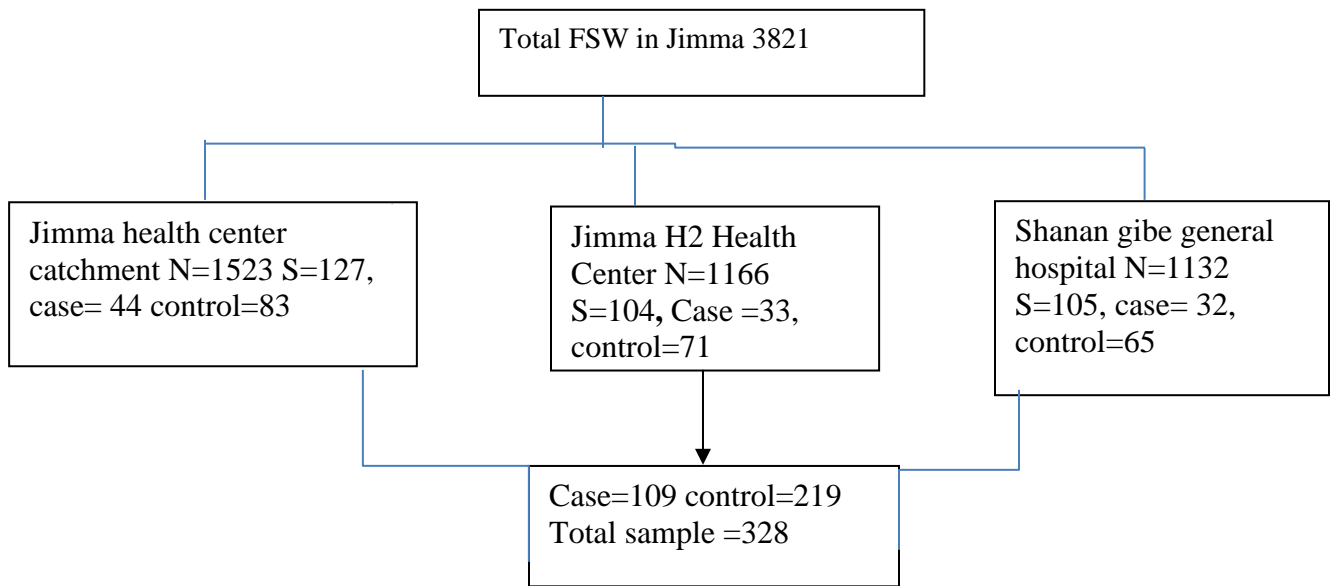 Total FSW in Jimma 3821
Jimma health center
catchment N=1523 S=127,
case= 44 control=83
Jimma H2 Health
Center N=1166
S=104, Case =33,
control=71
Shanan gibe general
hospital N=1132
S=105, case= 32,
control=65
Case=109 control=219
Total sample =328